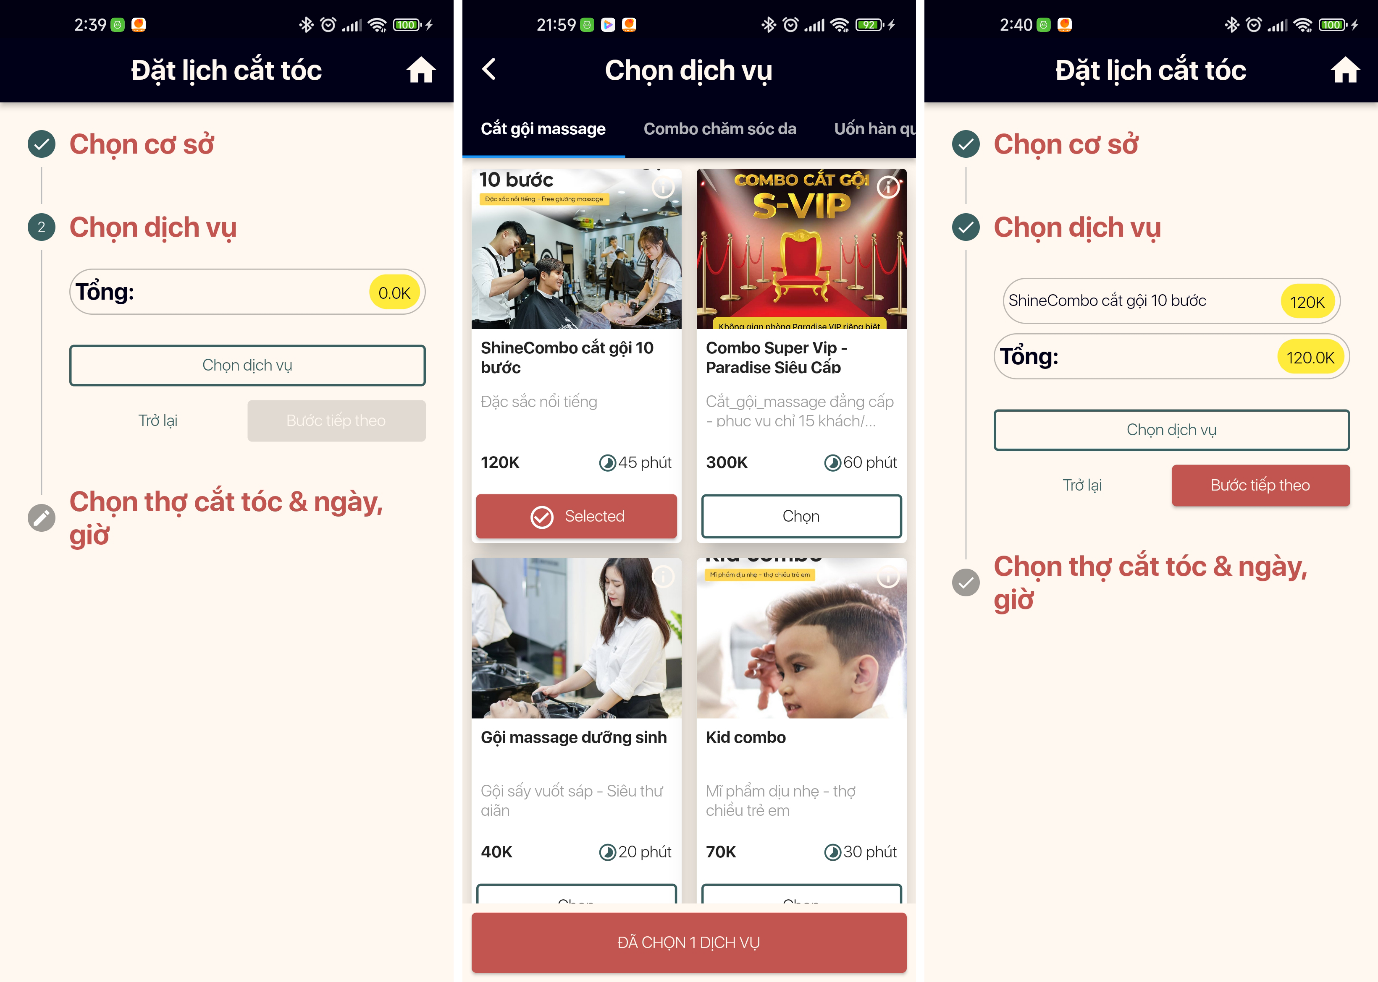 2:39
100
Đặt lịch cắt tóc
Chọn cơ sở
2
Chọn dịch vụ
Tổng:
0.0K
Chọn dịch vụ
Trở lại
Bước tiếp theo
Chọn thợ cắt tóc & ngày,
giờ
21:59
92
Chọn dịch vụ
Cắt gội massage
Combo chăm sóc da
Uốn hàn qu
10 bước
Đặc sắc nổi tiếng - Free giường massage
COMBO CẮT GỘI
S-VIP
Không gian phòng Paradise VIP riêng biệt
ShineCombo cắt gội 10
bước
Đặc sắc nổi tiếng
120K
45 phút
Selected
Combo Super Vip -
Paradise Siêu Cấp
Cắt_gội_massage đẳng cấp
- phục vụ chỉ 15 khách/...
300K
60 phút
Chọn
Gội massage dưỡng sinh
Gội sấy vuốt sáp - Siêu thư
giãn
40K
20 phút
Chọn
Kid combo
Mĩ phẩm dịu nhẹ - thợ chiều trẻ em
Kid combo
Mĩ phẩm dịu nhẹ - thợ
chiều trẻ em
70K
30 phút
Chọn
ĐÃ CHỌN 1 DỊCH VỤ
2:40
100
Đặt lịch cắt tóc
Chọn cơ sở
Chọn dịch vụ
ShineCombo cắt gội 10 bước
120K
Tổng:
120.0K
Chọn dịch vụ
Trở lại
Bước tiếp theo
Chọn thợ cắt tóc & ngày,
giờ